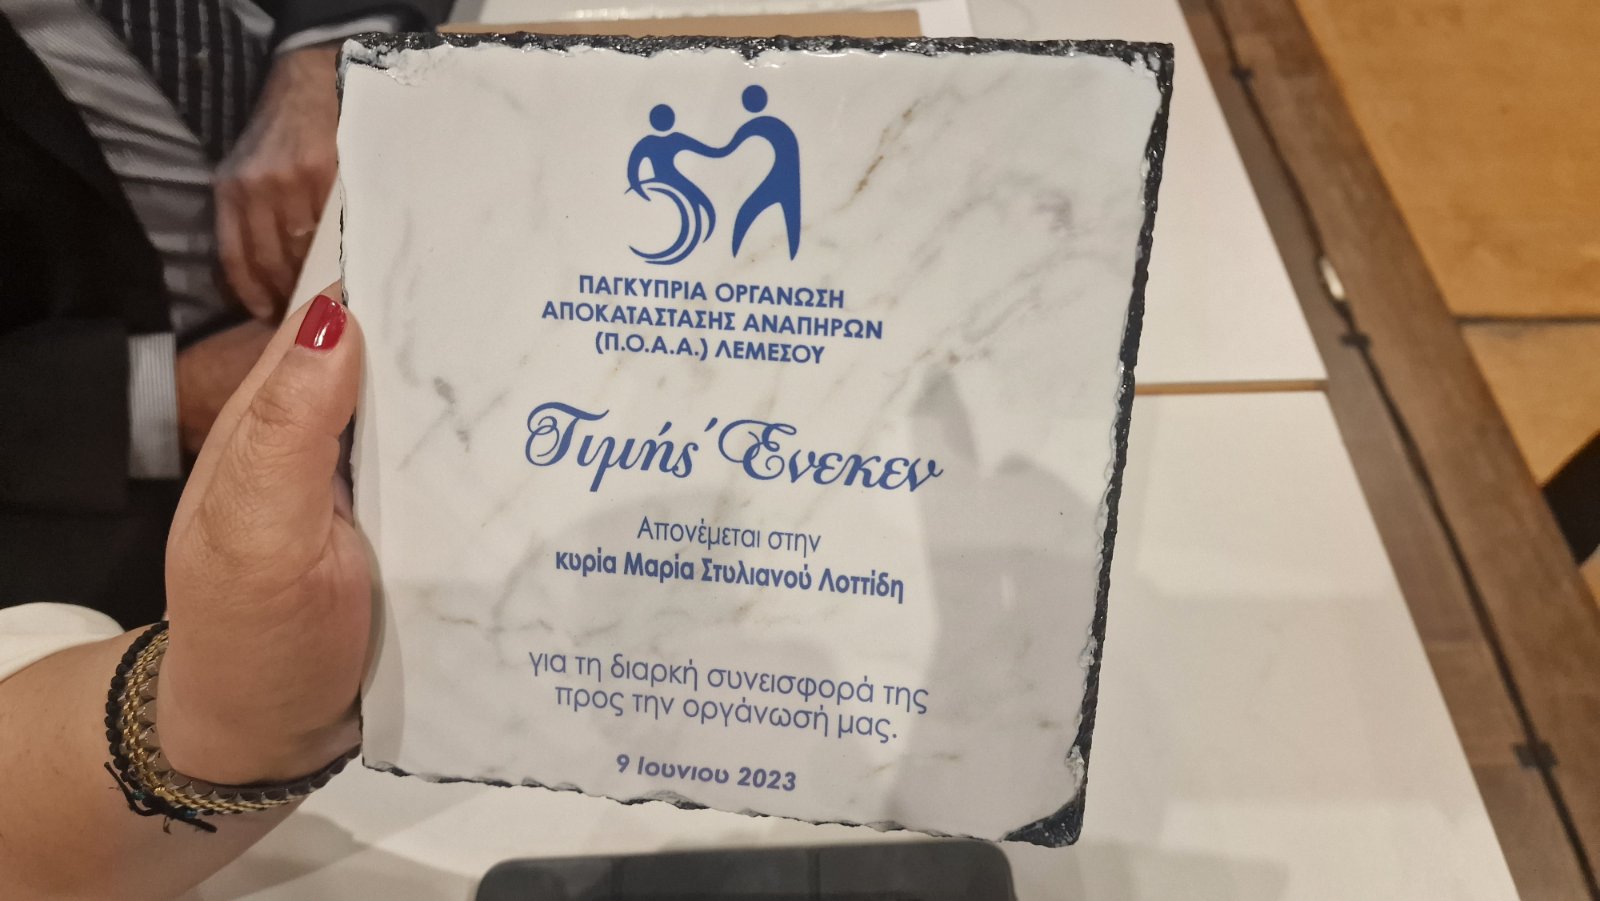 ΠΑΓΚΥΠΡΙΑ ΟΡΓΑΝΩΣΗ
ΑΠΟΚΑΤΑΣΤΑΣΗΣ ΑΝΑΠΗΡΩΝ
(Π.Ο.Α.Α.) ΛΕΜΕΣΟΥ
Τιμής Ένεκεν
Απονέμεται στην
κυρία Μαρία Στυλιανού Λοττίδη
για τη διαρκή συνεισφορά της
προς την οργάνωσή μας.
9 Ιουνιου 2023